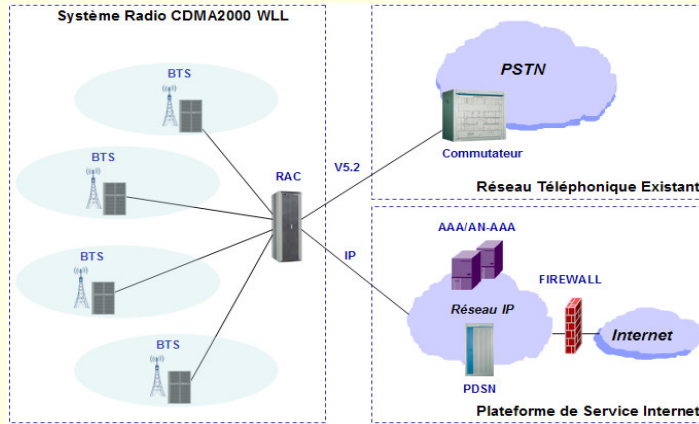 Système Radio CDMA2000 WLL
BTS
BTS
BTS
BTS
RAC
V5.2
IP
PSTN
Commutateur
Réseau Téléphonique Existant
AAA/AN-AAA
FIREWALL
Réseau IP
Internet
PDSN
Plateforme de Service Internet